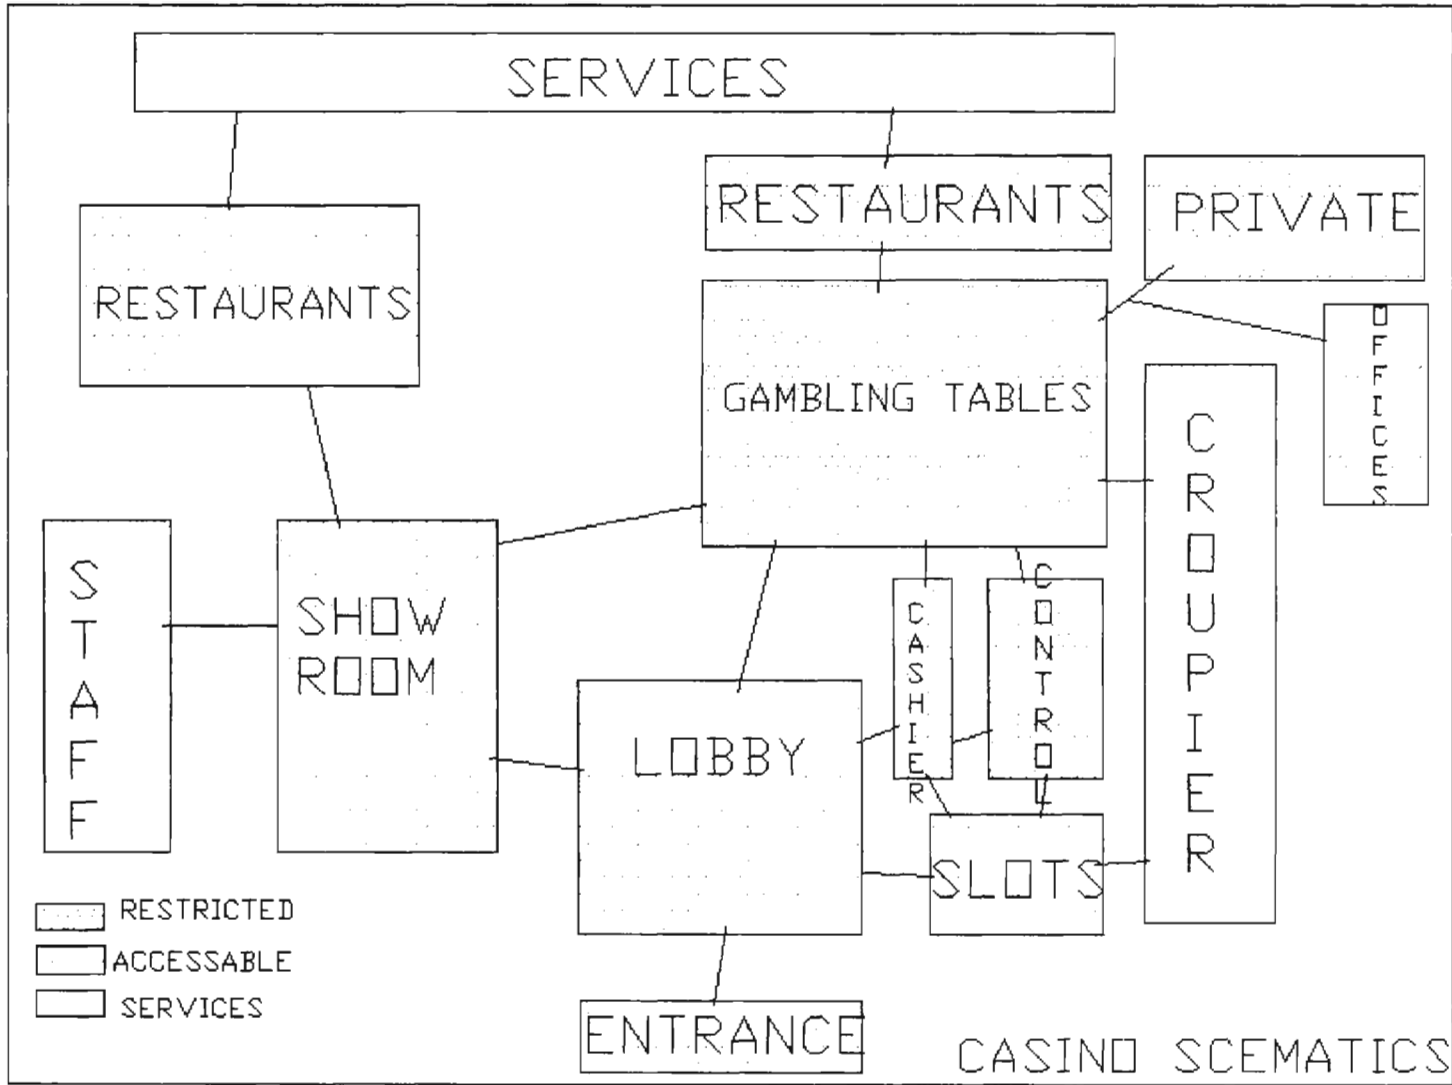 SERVICES
RESTAURANTS
PRIVATE
RESTAURANTS
OFFICES
GAMBLING TABLES
CROUPIER
STAFF
SHOW
ROOM
CASHIER
CONTROL
LOBBY
SLOTS
RESTRICTED
ACCESSABLE
SERVICES
ENTRANCE
CASINO SCEMATICS